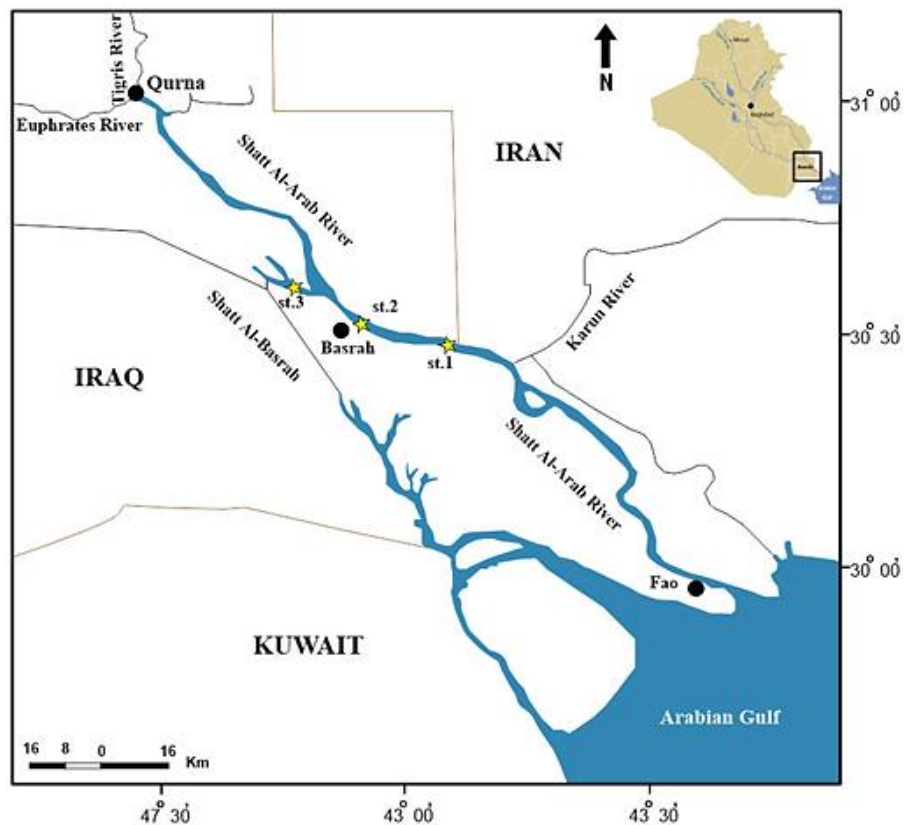 Tigris River
Qurna
Euphrates River
Shatt Al-Arab River
IRAN
N
31° 00
Baghdad
st.3
st.2
Basrah
st.1
Shatt Al-Basrah
Karun River
30° 30
IRAQ
Shatt Al-Arab River
Fao
30° 00
KUWAIT
Arabian Gulf
16 8 0 16
Km
47° 30
43° 00
43° 30